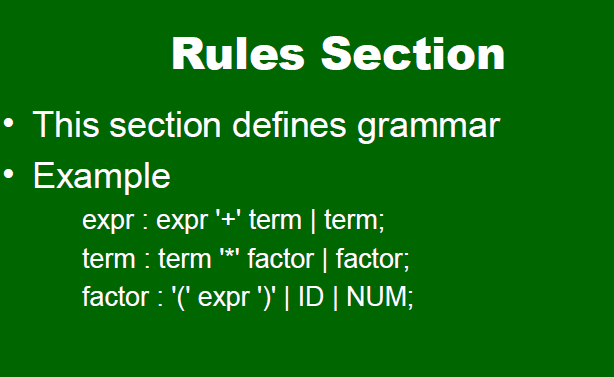 Rules Section
• This section defines grammar
• Example
expr : expr '+' term | term;
term : term '*' factor | factor;
factor : '(' expr ')' | ID | NUM;